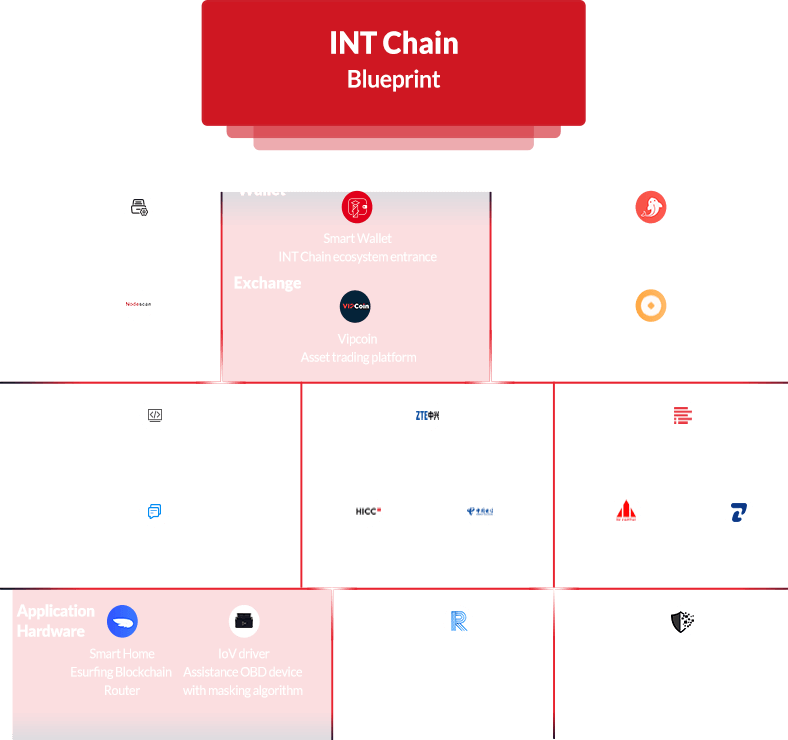 INT Chain
Blueprint
Wallet
Smart Wallet
INT Chain ecosystem entrance
Exchange
Nodescan
VIPCoin
Vipcoin
Asset trading platform
</>
ZTE中兴
HICC
中国电信
Application
Hardware
Smart Home
Esurfing Blockchain
Router
IoV driver
Assistance OBD device
with masking algorithm